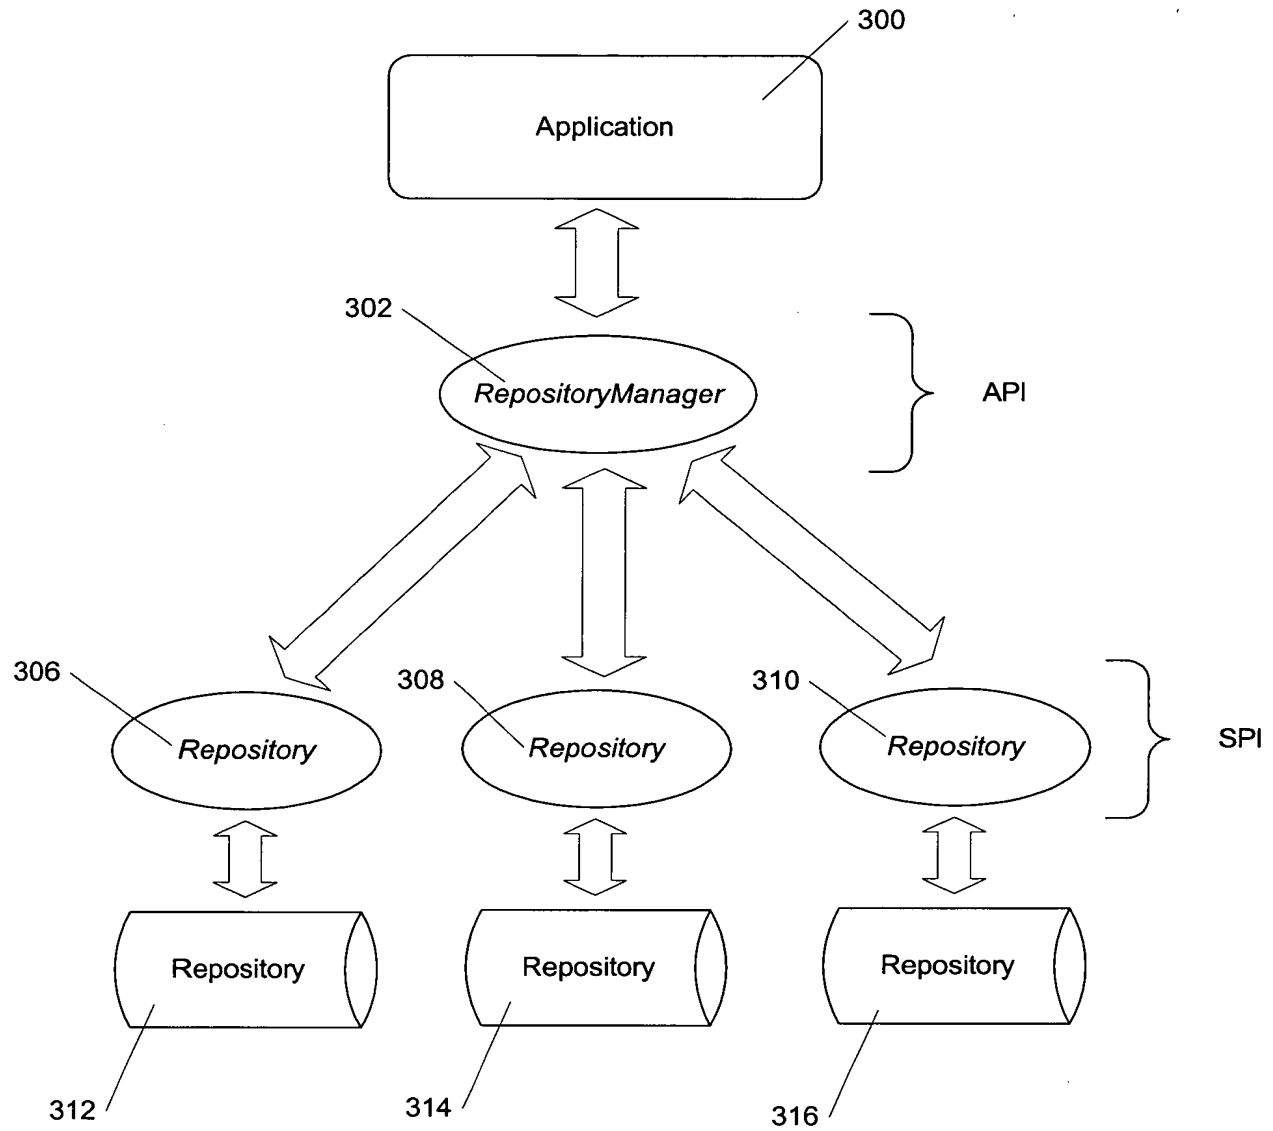 300
Application
302
RepositoryManager
API
306
308
310
Repository
Repository
Repository
SPI
Repository
Repository
Repository
312
314
316